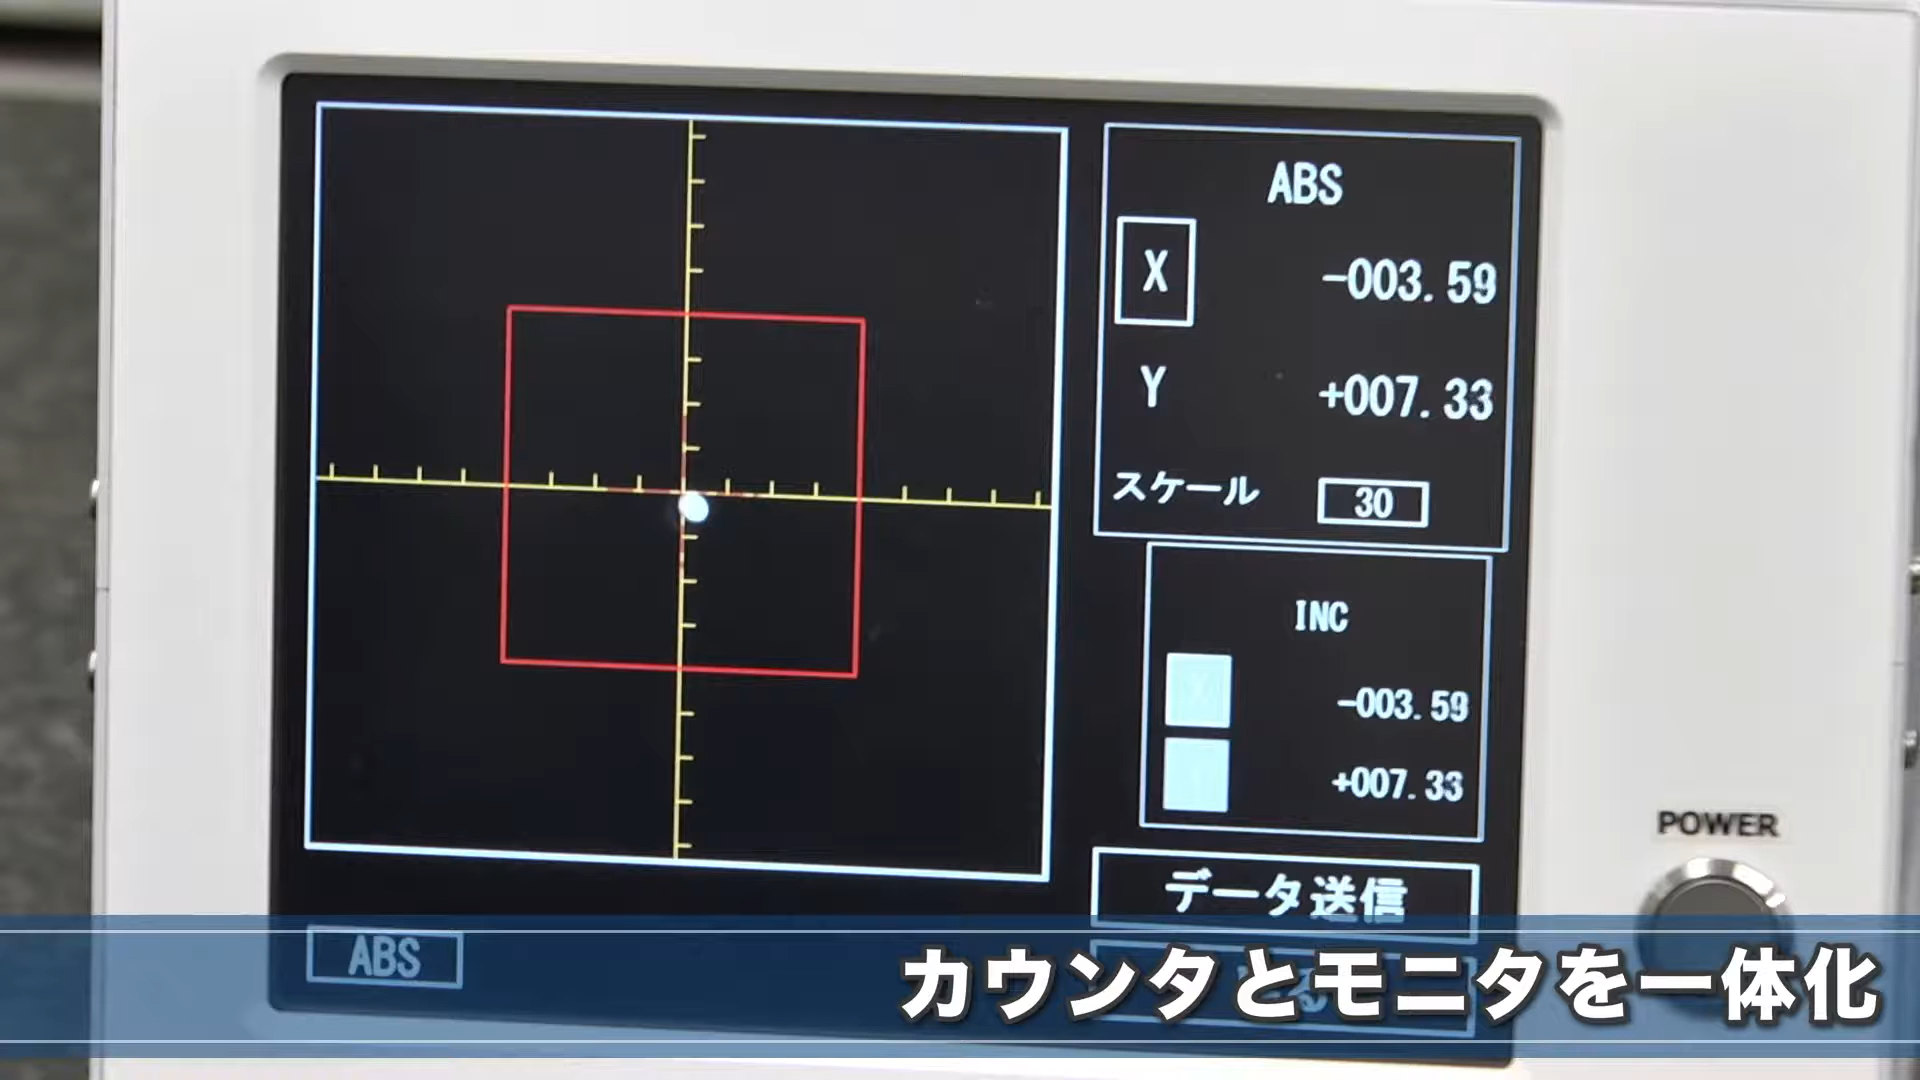 ABS
X -003.59
Y +007.33
スケール 30
INC
-003.59
+007.33
データ送信
POWER
ABS
カウンタとモニタを一体化